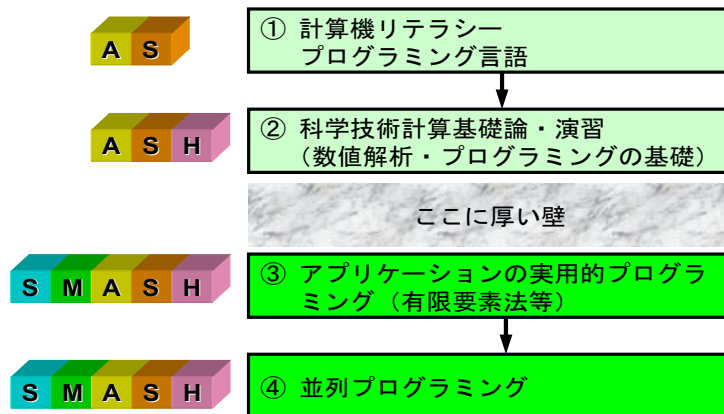 A S
① 計算機リテラシー
プログラミング言語
A S H
② 科学技術計算基礎論・演習
（数値解析・プログラミングの基礎）
ここに厚い壁
S M A S H
③ アプリケーションの実用的プログラ
ミング（有限要素法等）
S M A S H
④ 並列プログラミング